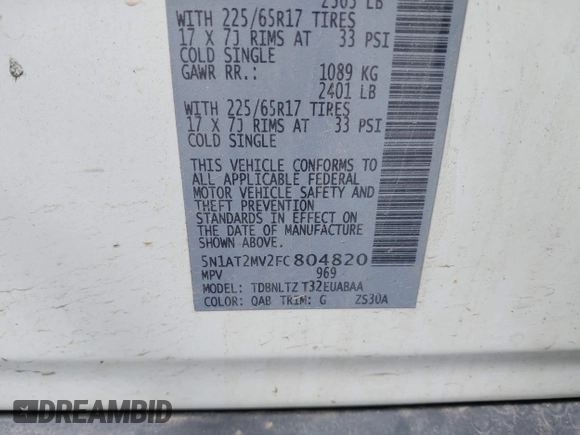 2563 LB
WITH 225/65R17 TIRES
17 X 7J RIMS AT 33 PSI
COLD SINGLE
GAWR RR.: 1089 KG
2401 LB
WITH 225/65R17 TIRES
17 X 7J RIMS AT 33 PSI
COLD SINGLE
THIS VEHICLE CONFORMS TO
ALL APPLICABLE FEDERAL
MOTOR VEHICLE SAFETY AND
THEFT PREVENTION
STANDARDS IN EFFECT ON
THE DATE OF MANUFACTURE
SHOWN ABOVE.
5N1AT2MV2FC804820
MPV 969
MODEL: TDBNLTZ T32EUABAA
COLOR: QAB TRIM: G ZS30A
DREAMBID